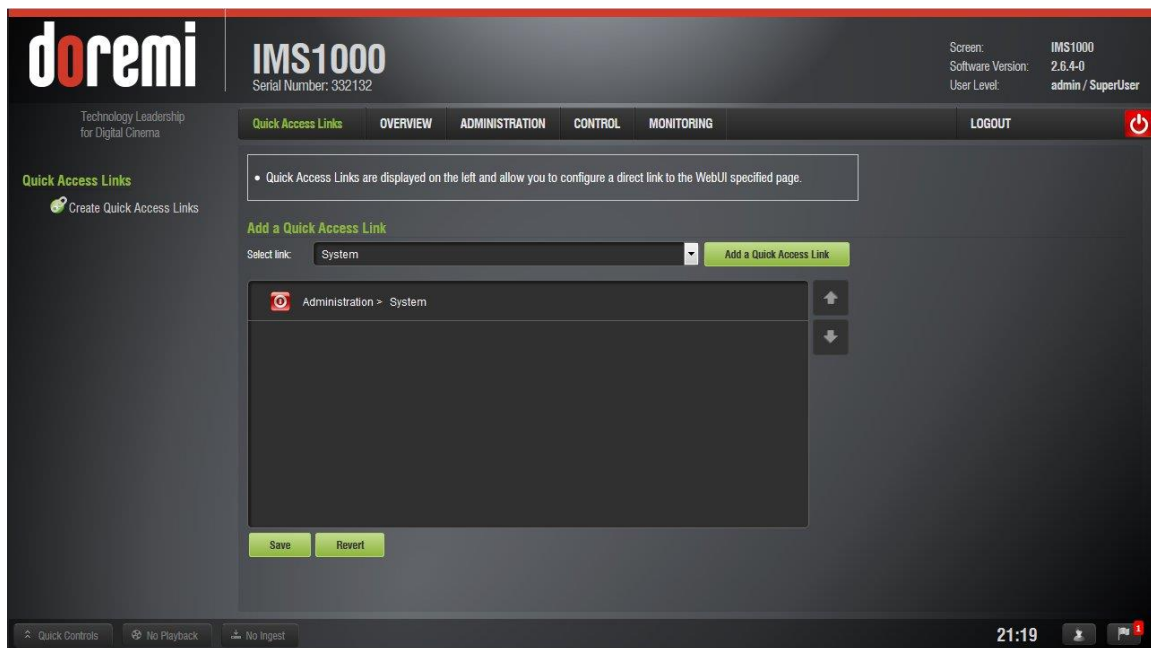 doremi
Technology Leadership
for Digital Cinema
IMS1000
Serial Number: 332132
Screen: IMS1000
Software Version: 2.6.4-0
User Level: admin / SuperUser
Quick Access Links OVERVIEW ADMINISTRATION CONTROL MONITORING LOGOUT
Quick Access Links
Create Quick Access Links
• Quick Access Links are displayed on the left and allow you to configure a direct link to the WebUI specified page.
Add a Quick Access Link
Select link: System Add a Quick Access Link
Administration > System
Save Revert
Quick Controls No Playback No Ingest 21:19 1